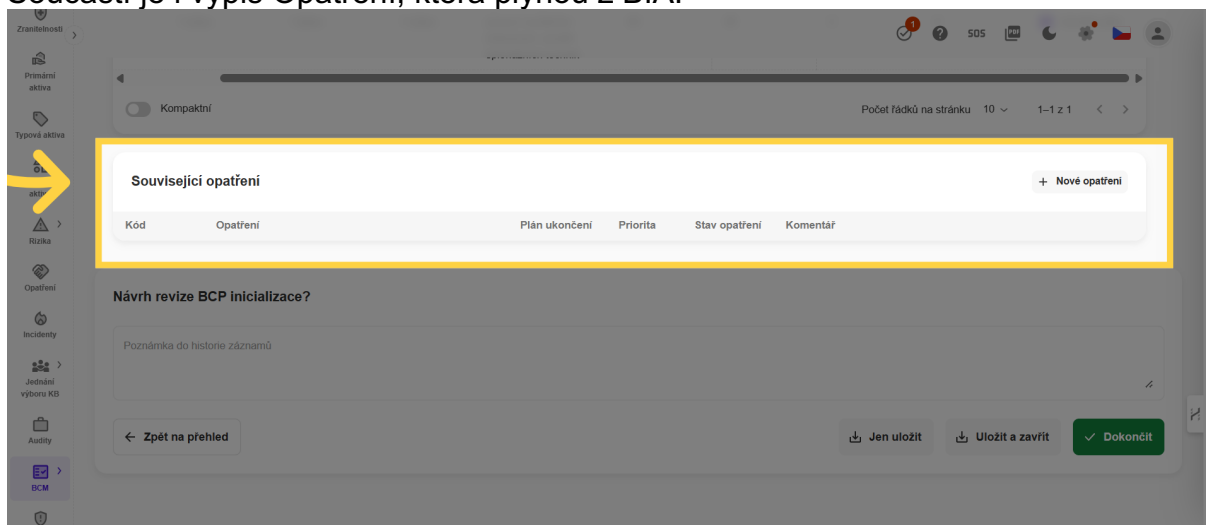 Součástí je i výpis Opatření, která plynou z BIA.
Zranitelnosti
1
SOS
PDF
Primární
aktiva
Kompaktní
Počet řádků na stránku 10
1–1 z 1
Typová aktiva
Související opatření
+ Nové opatření
aktiva
Kód Opatření Plán ukončení Priorita Stav opatření Komentář
Rizika
Opatření
Návrh revize BCP inicializace?
Incidenty
Poznámka do historie záznamů
Jednání
výboru KB
Audity
← Zpět na přehled
Jen uložit
Uložit a zavřít
Dokončit
BCM